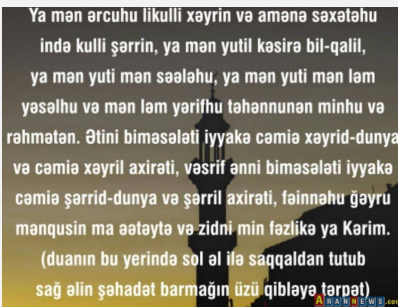 Ya mən ərcuhu likulli xəyrin və amənə səxətəhu
ində kulli şərrin, ya mən yutil kəsirə bil-qalil,
ya mən yuti mən səələhu, ya mən yuti mən ləm
yəsəlhu və mən ləm yərifhu təhənnunən minhu və
rəhmətən. Ətini biməsələti iyyakə cəmiə xəyrid-dunya
və cəmiə xəyril axirəti, vəsrif ənni biməsələti iyyakə
cəmiə şərrid-dunya və şərril axirəti, fəinnəhu ğəyru
mənqusin ma əətəytə və zidni min fəzlikə ya Kərim.
(duanın bu yerində sol əl ilə saqqaldan tutub
sağ əlin şəhadət barmağın üzü qibləyə tərpət)
ARANNEWS.com